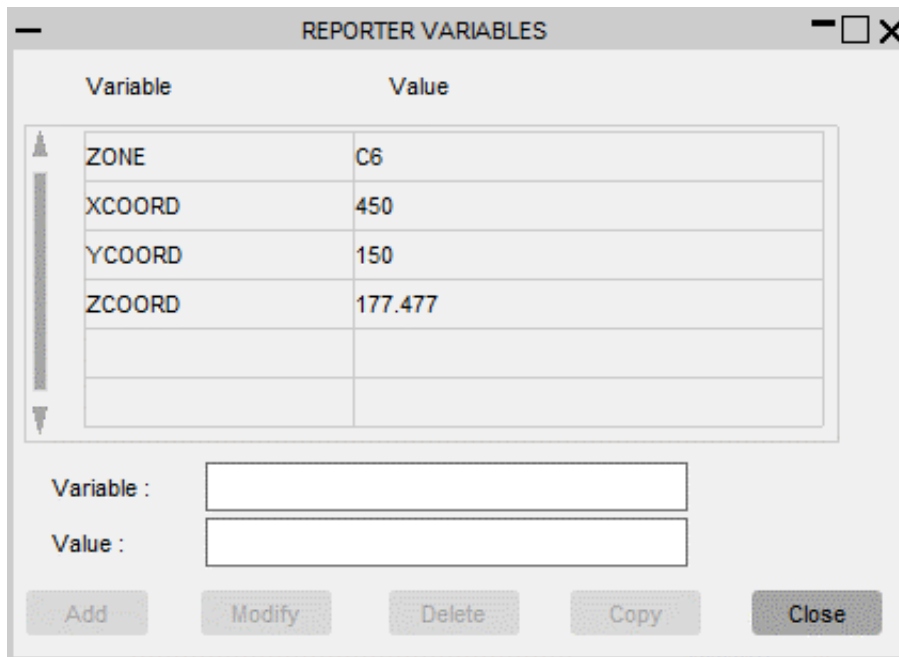 REPORTER VARIABLES
Variable Value
ZONE C6
XCOORD 450
YCOORD 150
ZCOORD 177.477
Variable :
Value :
Add Modify Delete Copy Close